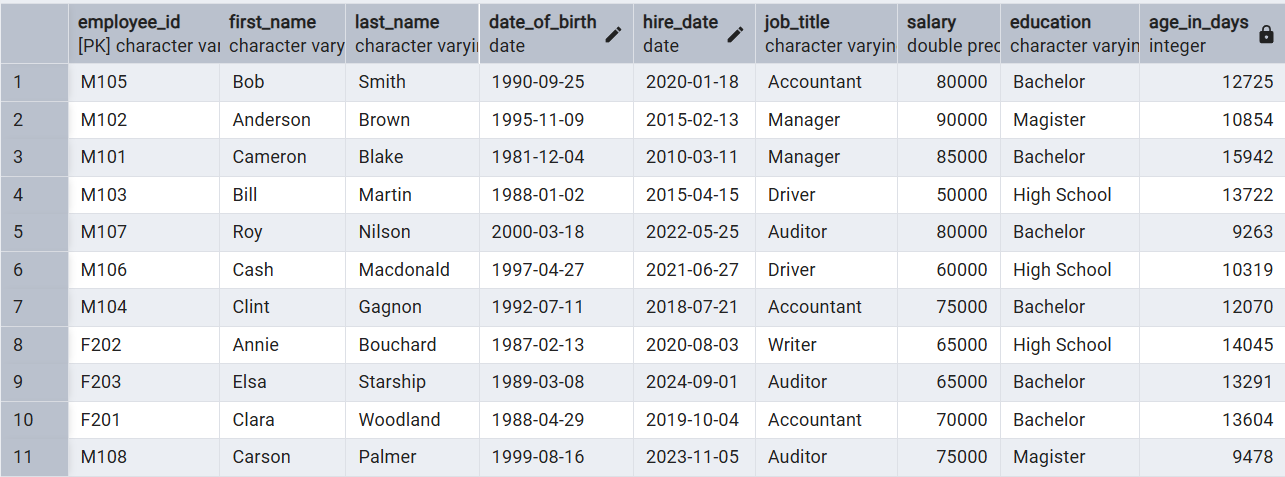 employee_id first_name last_name date_of_birth hire_date job_title salary education age_in_days
[PK] character var character vary character varyi date date character varyin double prec character varyin integer
1 M105 Bob Smith 1990-09-25 2020-01-18 Accountant 80000 Bachelor 12725
2 M102 Anderson Brown 1995-11-09 2015-02-13 Manager 90000 Magister 10854
3 M101 Cameron Blake 1981-12-04 2010-03-11 Manager 85000 Bachelor 15942
4 M103 Bill Martin 1988-01-02 2015-04-15 Driver 50000 High School 13722
5 M107 Roy Nilson 2000-03-18 2022-05-25 Auditor 80000 Bachelor 9263
6 M106 Cash Macdonald 1997-04-27 2021-06-27 Driver 60000 High School 10319
7 M104 Clint Gagnon 1992-07-11 2018-07-21 Accountant 75000 Bachelor 12070
8 F202 Annie Bouchard 1987-02-13 2020-08-03 Writer 65000 High School 14045
9 F203 Elsa Starship 1989-03-08 2024-09-01 Auditor 65000 Bachelor 13291
10 F201 Clara Woodland 1988-04-29 2019-10-04 Accountant 70000 Bachelor 13604
11 M108 Carson Palmer 1999-08-16 2023-11-05 Auditor 75000 Magister 9478